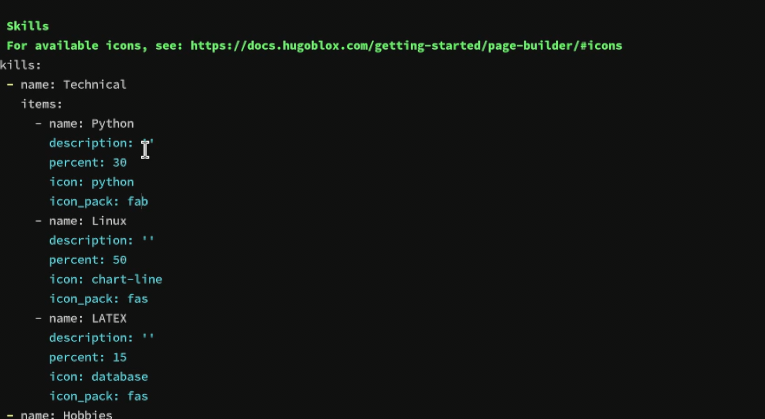 Skills
For available icons, see: https://docs.hugoblox.com/getting-started/page-builder/#icons
kills:
- name: Technical
items:
- name: Python
description: ''
percent: 30
icon: python
icon_pack: fab
- name: Linux
description: ''
percent: 50
icon: chart-line
icon_pack: fas
- name: LATEX
description: ''
percent: 15
icon: database
icon_pack: fas
- name: Hobbies